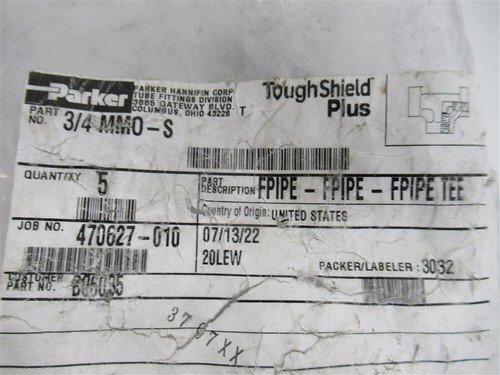 Parker
PARKER HANNIFIN CORP
TUBE FITTINGS DIVISION
3885 GATEWAY BLVD.
COLUMBUS, OHIO 43228 T
ToughShield
Plus
PART NO. 3/4 MMO-S
QUANTITY 5
PART DESCRIPTION FPIPE - FPIPE - FPIPE TEE
Country of Origin: UNITED STATES
JOB NO. 470627-010
07/13/22
20LEW
PACKER/LABELER : 3032
CUSTOMER PART NO. B06035
3707XX